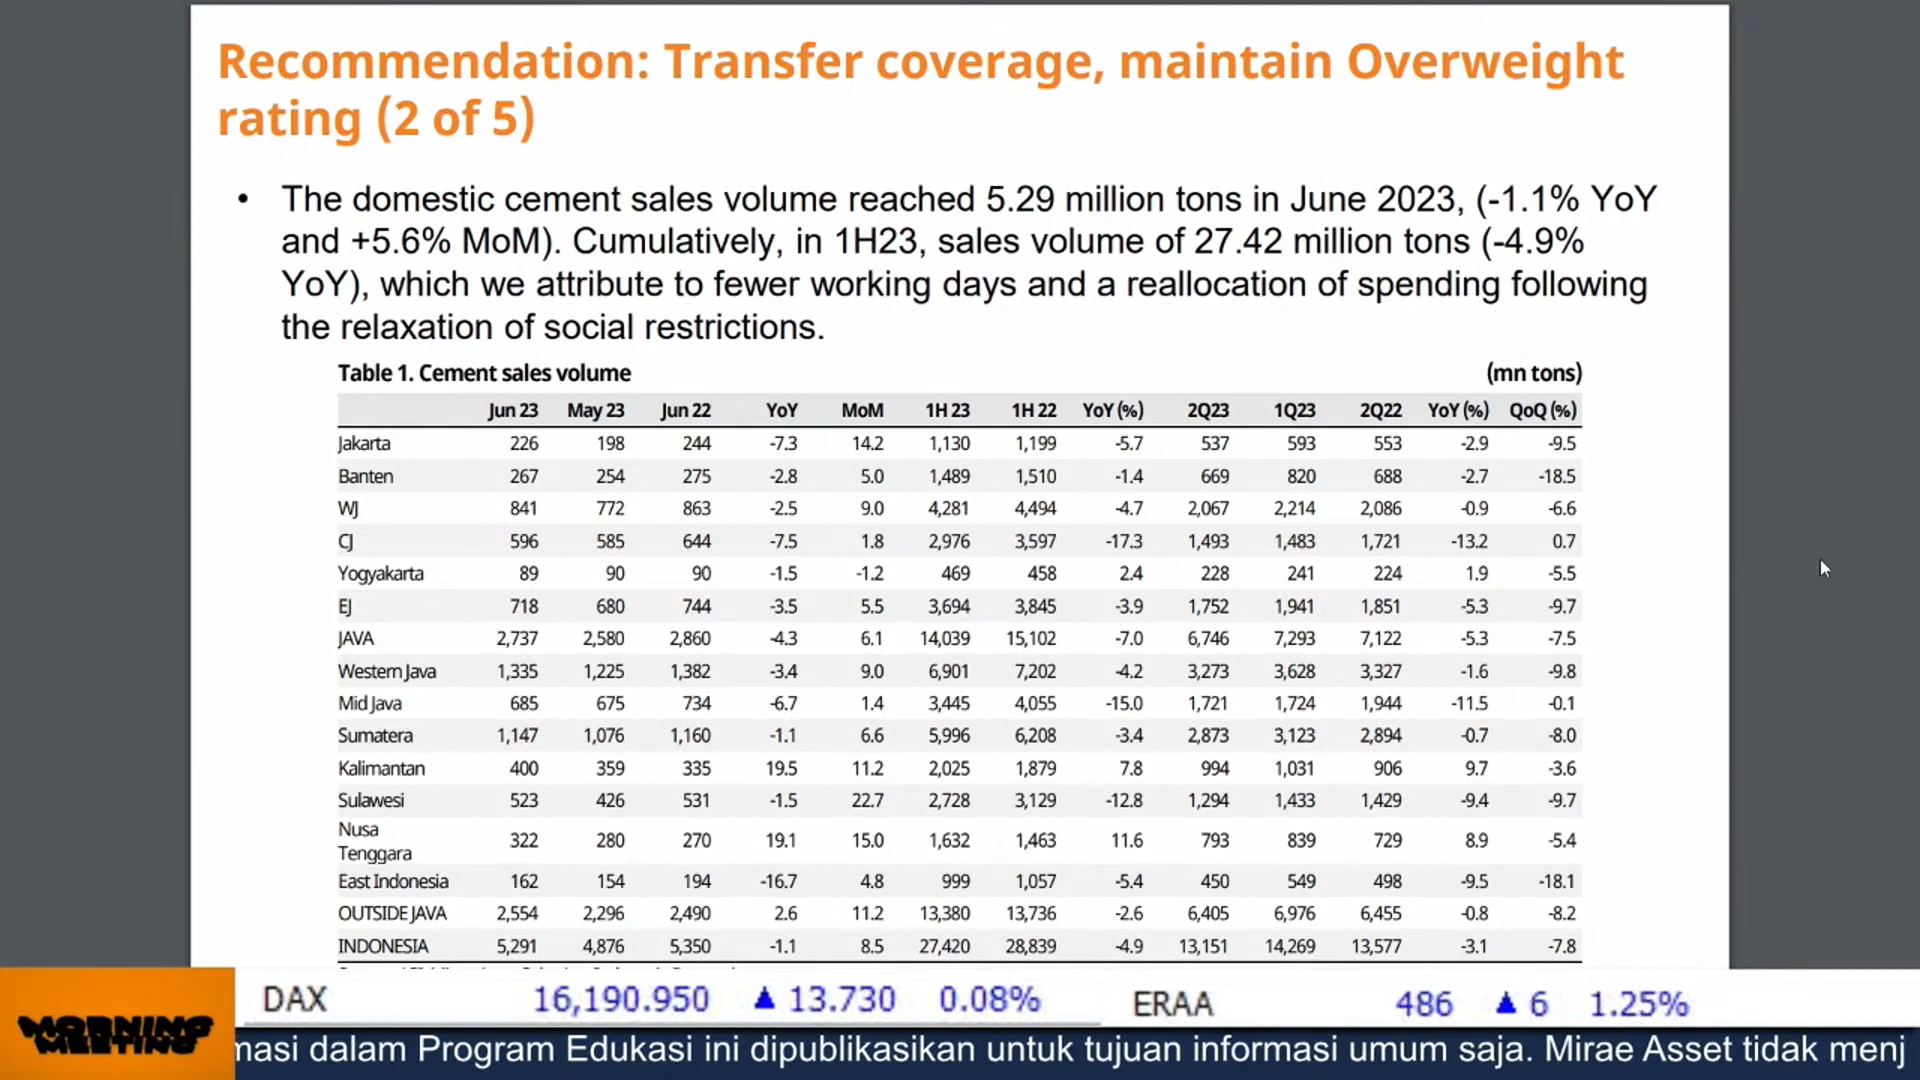 Recommendation: Transfer coverage, maintain Overweight
rating (2 of 5)
• The domestic cement sales volume reached 5.29 million tons in June 2023, (-1.1% YoY
and +5.6% MoM). Cumulatively, in 1H23, sales volume of 27.42 million tons (-4.9%
YoY), which we attribute to fewer working days and a reallocation of spending following
the relaxation of social restrictions.
Table 1. Cement sales volume (mn tons)
Jun 23 May 23 Jun 22 YoY MoM 1H 23 1H 22 YoY (%) 2Q23 1Q23 2Q22 YoY (%) QoQ (%)
Jakarta 226 198 244 -7.3 14.2 1,130 1,199 -5.7 537 593 553 -2.9 -9.5
Banten 267 254 275 -2.8 5.0 1,489 1,510 -1.4 669 820 688 -2.7 -18.5
WJ 841 772 863 -2.5 9.0 4,281 4,494 -4.7 2,067 2,214 2,086 -0.9 -6.6
CJ 596 585 644 -7.5 1.8 2,976 3,597 -17.3 1,493 1,483 1,721 -13.2 0.7
Yogyakarta 89 90 90 -1.5 -1.2 469 458 2.4 228 241 224 1.9 -5.5
EJ 718 680 744 -3.5 5.5 3,694 3,845 -3.9 1,752 1,941 1,851 -5.3 -9.7
JAVA 2,737 2,580 2,860 -4.3 6.1 14,039 15,102 -7.0 6,746 7,293 7,122 -5.3 -7.5
Western Java 1,335 1,225 1,382 -3.4 9.0 6,901 7,202 -4.2 3,273 3,628 3,327 -1.6 -9.8
Mid Java 685 675 734 -6.7 1.4 3,445 4,055 -15.0 1,721 1,724 1,944 -11.5 -0.1
Sumatera 1,147 1,076 1,160 -1.1 6.6 5,996 6,208 -3.4 2,873 3,123 2,894 -0.7 -8.0
Kalimantan 400 359 335 19.5 11.2 2,025 1,879 7.8 994 1,031 906 9.7 -3.6
Sulawesi 523 426 531 -1.5 22.7 2,728 3,129 -12.8 1,294 1,433 1,429 -9.4 -9.7
Nusa
Tenggara 322 280 270 19.1 15.0 1,632 1,463 11.6 793 839 729 8.9 -5.4
East Indonesia 162 154 194 -16.7 4.8 999 1,057 -5.4 450 549 498 -9.5 -18.1
OUTSIDE JAVA 2,554 2,296 2,490 2.6 11.2 13,380 13,736 -2.6 6,405 6,976 6,455 -0.8 -8.2
INDONESIA 5,291 4,876 5,350 -1.1 8.5 27,420 28,839 -4.9 13,151 14,269 13,577 -3.1 -7.8
DAX 16,190.950 ▲ 13.730 0.08% ERAA 486 ▲ 6 1.25%
MORNING
MEETING
masi dalam Program Edukasi ini dipublikasikan untuk tujuan informasi umum saja. Mirae Asset tidak menj